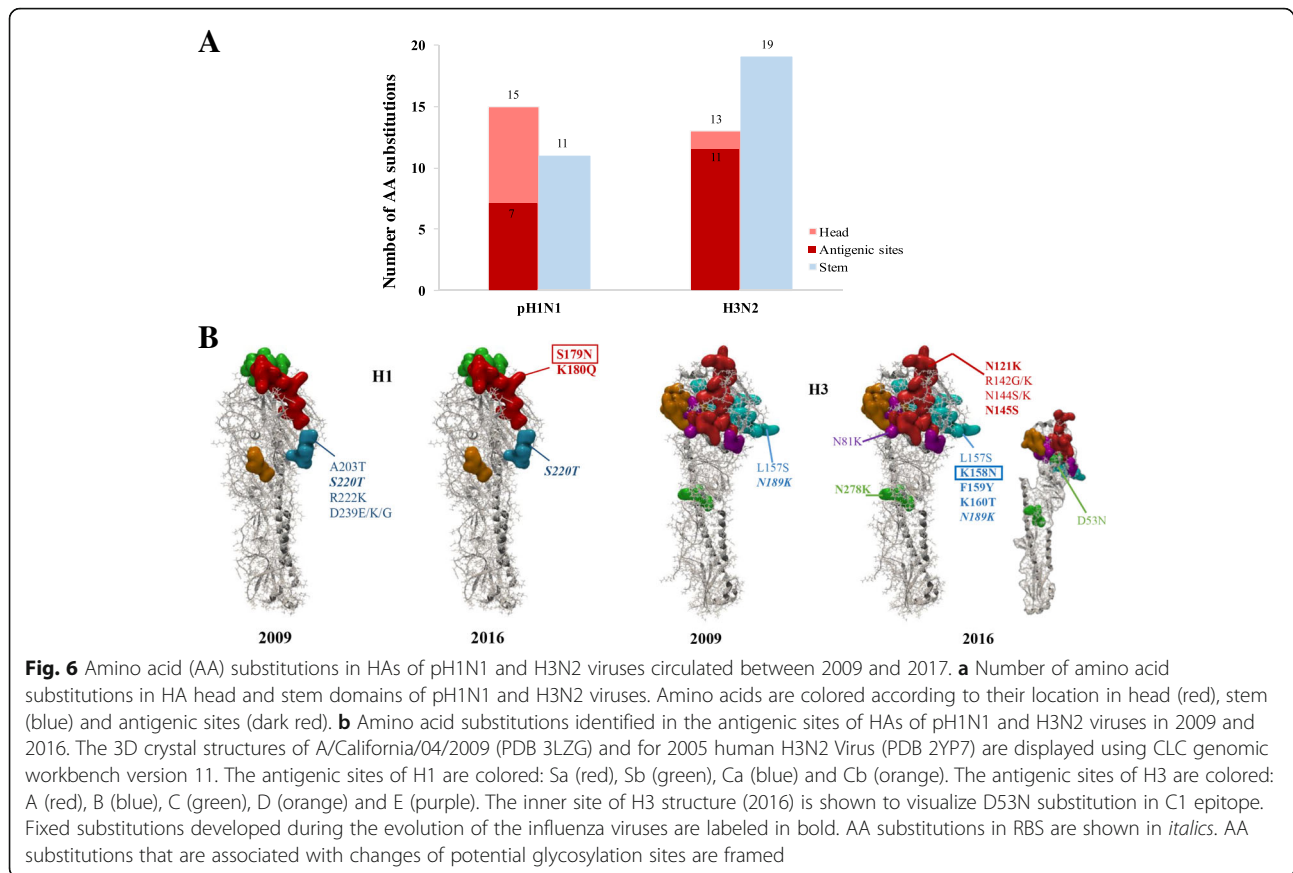 A
Number of AA substitutions
20
15
10
5
0
15
7
11
13
11
19
pH1N1
H3N2
Head
Antigenic sites
Stem
B
H1
A203T
S220T
R222K
D239E/K/G
2009
S179N
K180Q
S220T
2016
H3
L157S
N189K
2009
N121K
R142G/K
N144S/K
N145S
N81K
L157S
K158N
F159Y
K160T
N189K
N278K
D53N
2016
Fig. 6 Amino acid (AA) substitutions in HAs of pH1N1 and H3N2 viruses circulated between 2009 and 2017. a Number of amino acid
substitutions in HA head and stem domains of pH1N1 and H3N2 viruses. Amino acids are colored according to their location in head (red), stem
(blue) and antigenic sites (dark red). b Amino acid substitutions identified in the antigenic sites of HAs of pH1N1 and H3N2 viruses in 2009 and
2016. The 3D crystal structures of A/California/04/2009 (PDB 3LZG) and for 2005 human H3N2 Virus (PDB 2YP7) are displayed using CLC genomic
workbench version 11. The antigenic sites of H1 are colored: Sa (red), Sb (green), Ca (blue) and Cb (orange). The antigenic sites of H3 are colored:
A (red), B (blue), C (green), D (orange) and E (purple). The inner site of H3 structure (2016) is shown to visualize D53N substitution in C1 epitope.
Fixed substitutions developed during the evolution of the influenza viruses are labeled in bold. AA substitutions in RBS are shown in italics. AA
substitutions that are associated with changes of potential glycosylation sites are framed